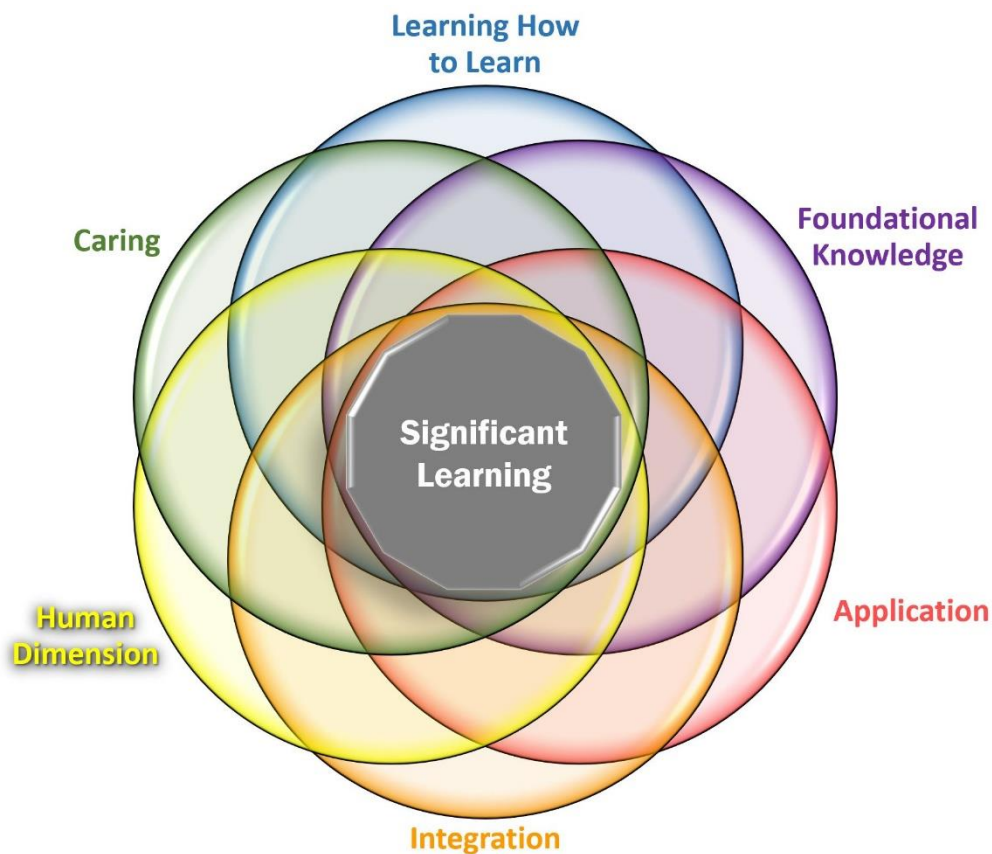 Learning How
to Learn
Foundational
Knowledge
Caring
Significant
Learning
Human
Dimension
Application
Integration